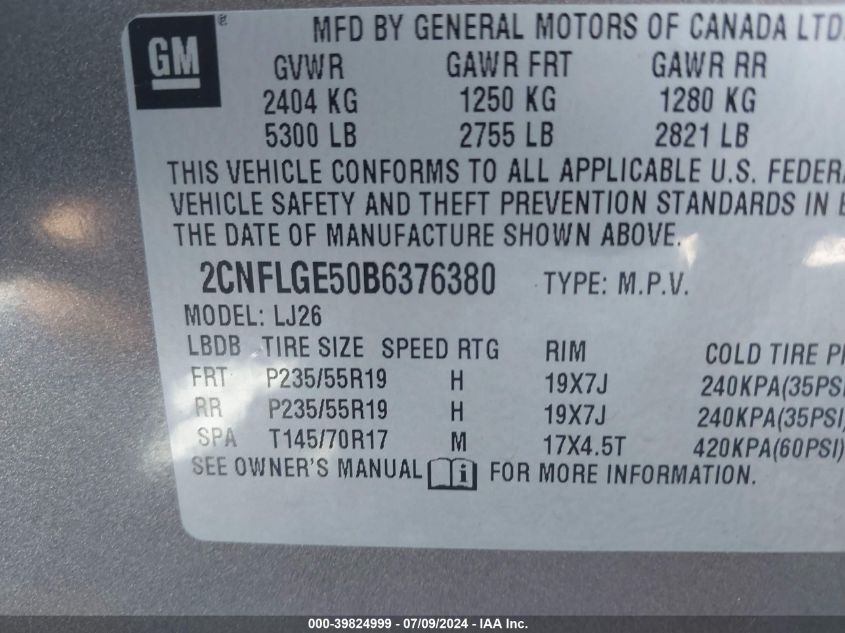 GM
MFD BY GENERAL MOTORS OF CANADA LTD.
GVWR GAWR FRT GAWR RR
2404 KG 1250 KG 1280 KG
5300 LB 2755 LB 2821 LB
THIS VEHICLE CONFORMS TO ALL APPLICABLE U.S. FEDERA
VEHICLE SAFETY AND THEFT PREVENTION STANDARDS IN E
THE DATE OF MANUFACTURE SHOWN ABOVE.
2CNFLGE50B6376380 TYPE: M.P.V.
MODEL: LJ26
LBDB TIRE SIZE SPEED RTG RIM COLD TIRE P
FRT P235/55R19 H 19X7J 240KPA(35PSI
RR P235/55R19 H 19X7J 240KPA(35PSI)
SPA T145/70R17 M 17X4.5T 420KPA(60PSI)
SEE OWNER'S MANUAL i FOR MORE INFORMATION.
000-39824999 - 07/09/2024 - IAA Inc.